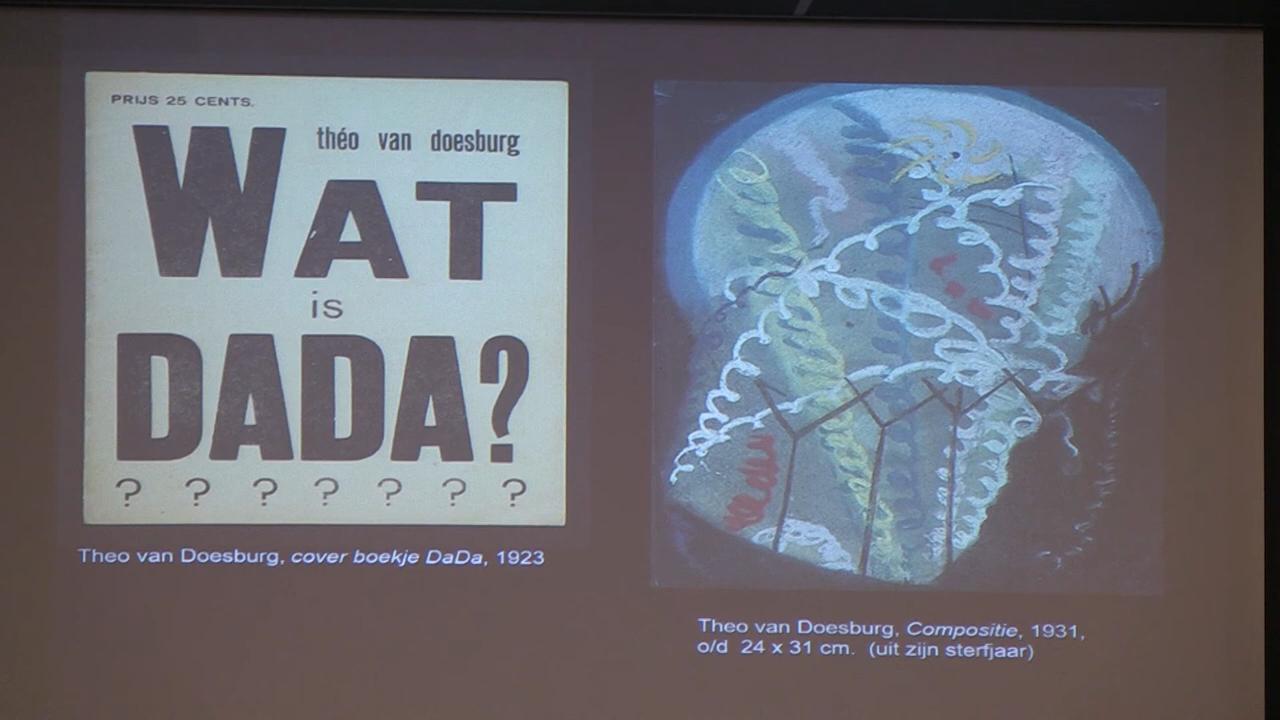 PRIJS 25 CENTS.
théo van doesburg
WAT
is
DADA?
? ? ? ? ? ? ?
Theo van Doesburg, cover boekje DaDa, 1923
Theo van Doesburg, Compositie, 1931,
o/d 24 x 31 cm. (uit zijn sterfjaar)